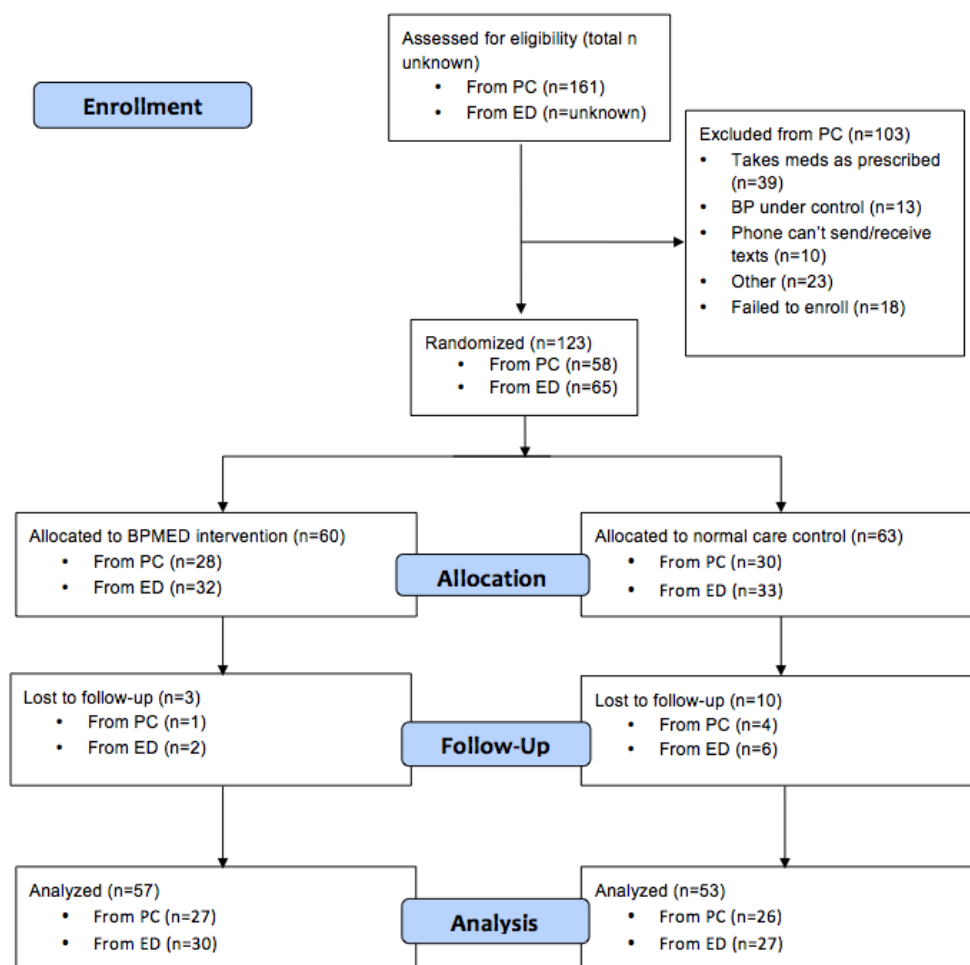 Assessed for eligibility (total n
unknown)
• From PC (n=161)
• From ED (n=unknown)
Enrollment
Excluded from PC (n=103)
• Takes meds as prescribed
(n=39)
• BP under control (n=13)
• Phone can't send/receive
texts (n=10)
• Other (n=23)
• Failed to enroll (n=18)
Randomized (n=123)
• From PC (n=58)
• From ED (n=65)
Allocated to BPMED intervention (n=60)
• From PC (n=28)
• From ED (n=32)
Allocation
Allocated to normal care control (n=63)
• From PC (n=30)
• From ED (n=33)
Lost to follow-up (n=3)
• From PC (n=1)
• From ED (n=2)
Follow-Up
Lost to follow-up (n=10)
• From PC (n=4)
• From ED (n=6)
Analyzed (n=57)
• From PC (n=27)
• From ED (n=30)
Analysis
Analyzed (n=53)
• From PC (n=26)
• From ED (n=27)